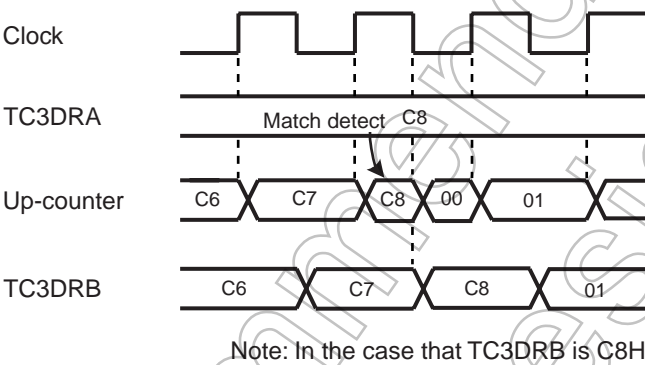 Clock
TC3DRA
Match detect C8
Up-counter C6 C7 C8 00 01
TC3DRB C6 C7 C8 01
Note: In the case that TC3DRB is C8H